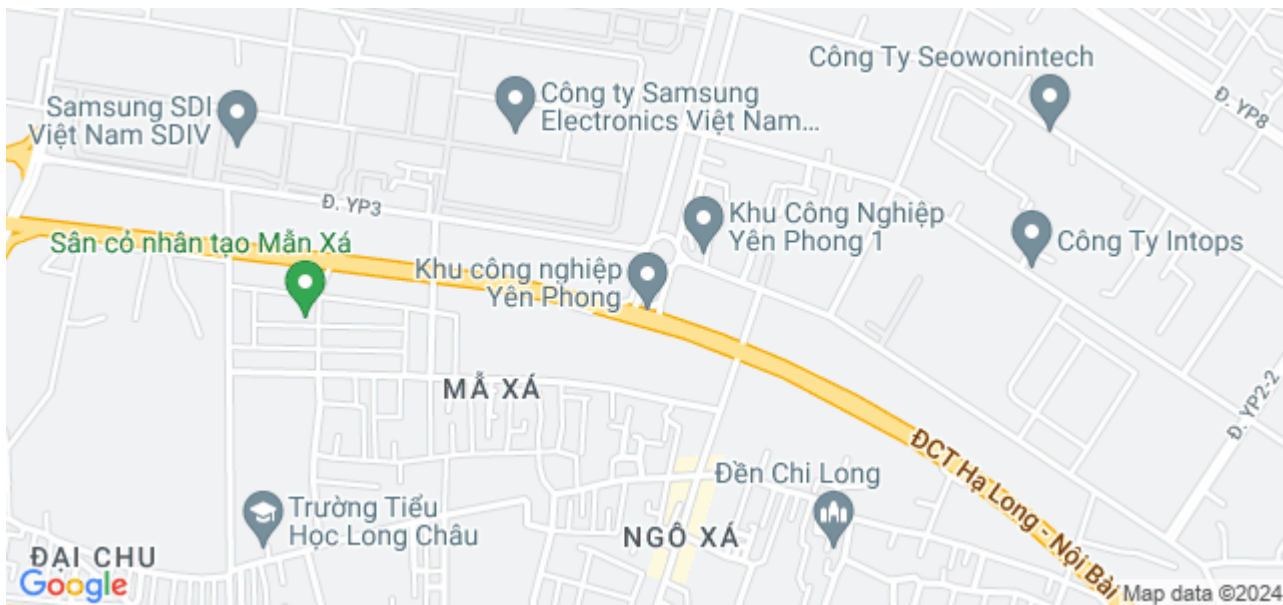 Công Ty Seowonintech
Samsung SDI
Việt Nam SDIV
Công ty Samsung
Electronics Việt Nam...
Đ. YP8
Đ. YP3
Khu Công Nghiệp
Yên Phong 1
Công Ty Intops
Sân cỏ nhân tạo Mẫn Xá
Khu công nghiệp
Yên Phong
MẪ XÁ
Đ. YP2-2
ĐCT Hạ Long - Nội Bài
Đền Chi Long
Trường Tiểu
Học Long Châu
NGÔ XÁ
ĐẠI CHU
Google
Map data ©2024